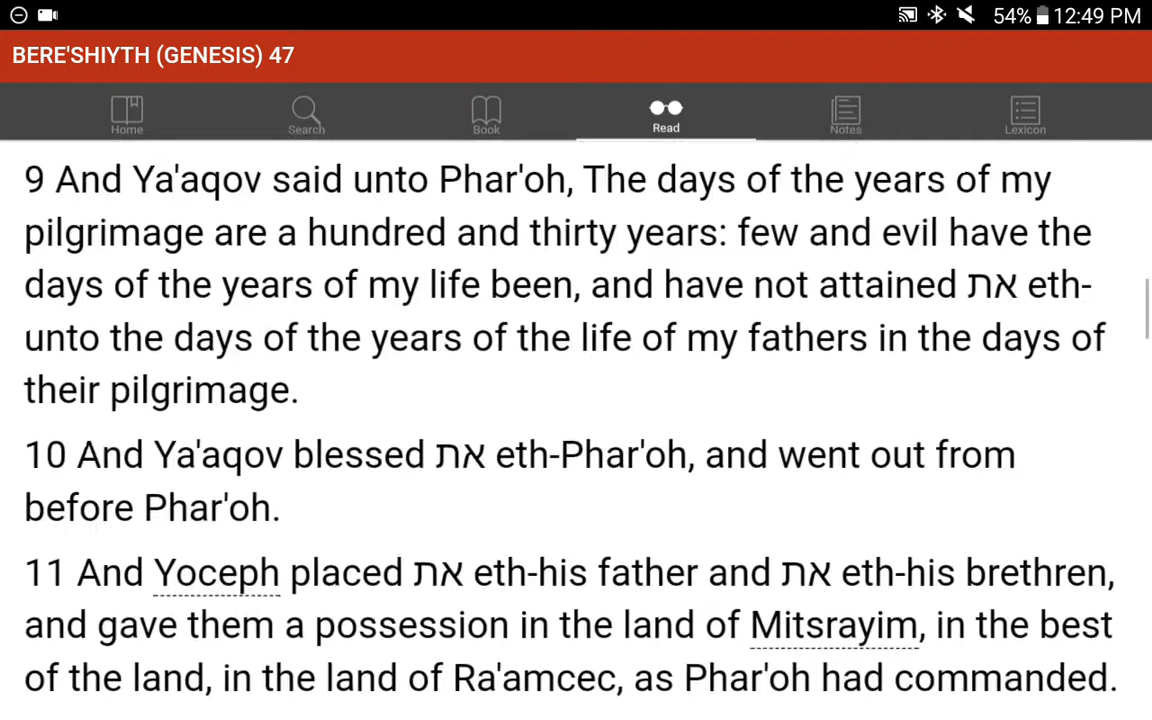 54% 12:49 PM
BERE'SHIYTH (GENESIS) 47
Home Search Book Read Notes Lexicon
9 And Ya'aqov said unto Phar'oh, The days of the years of my
pilgrimage are a hundred and thirty years: few and evil have the
days of the years of my life been, and have not attained את eth-
unto the days of the years of the life of my fathers in the days of
their pilgrimage.
10 And Ya'aqov blessed את eth-Phar'oh, and went out from
before Phar'oh.
11 And Yoceph placed את eth-his father and את eth-his brethren,
and gave them a possession in the land of Mitsrayim, in the best
of the land, in the land of Ra'amcec, as Phar'oh had commanded.